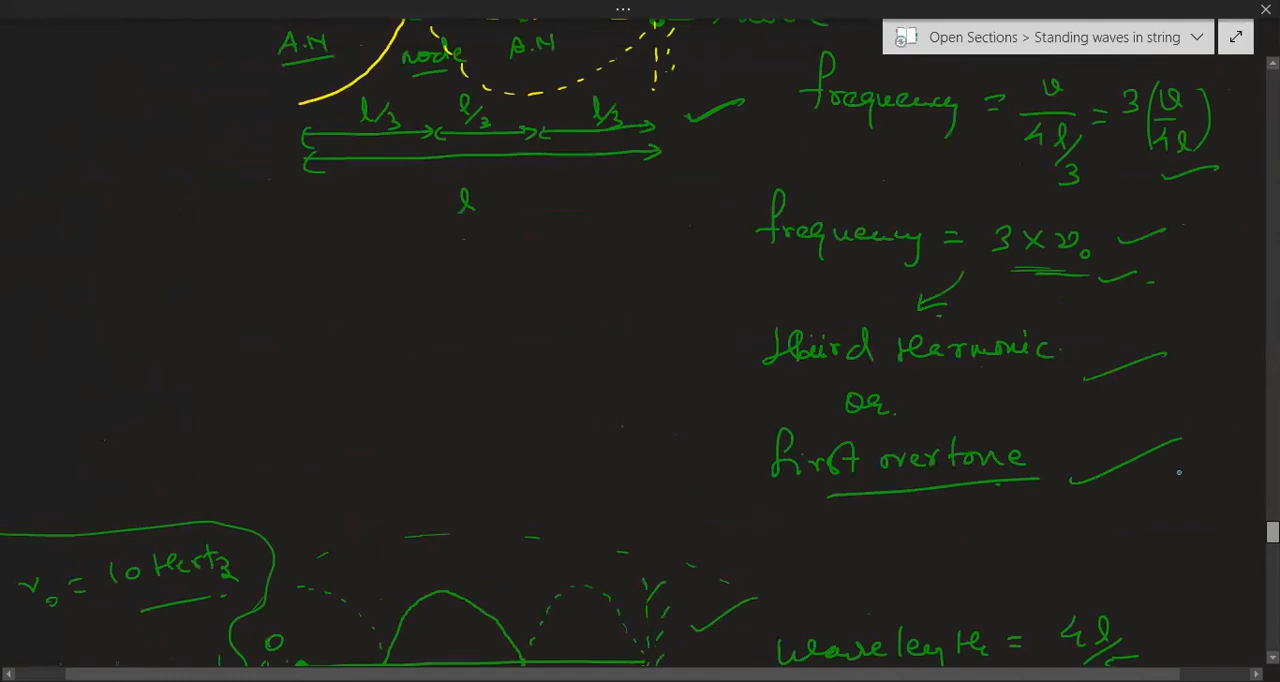 Open Sections > Standing waves in string
A.N node A.N
l/3 l/3 l/3
l
frequency = v/(4l/3) = 3(v/4l)
frequency = 3 × ν₀
third Harmonic
or
first overtone
ν₀ = 10 Hertz
0
wavelength = 4l/5